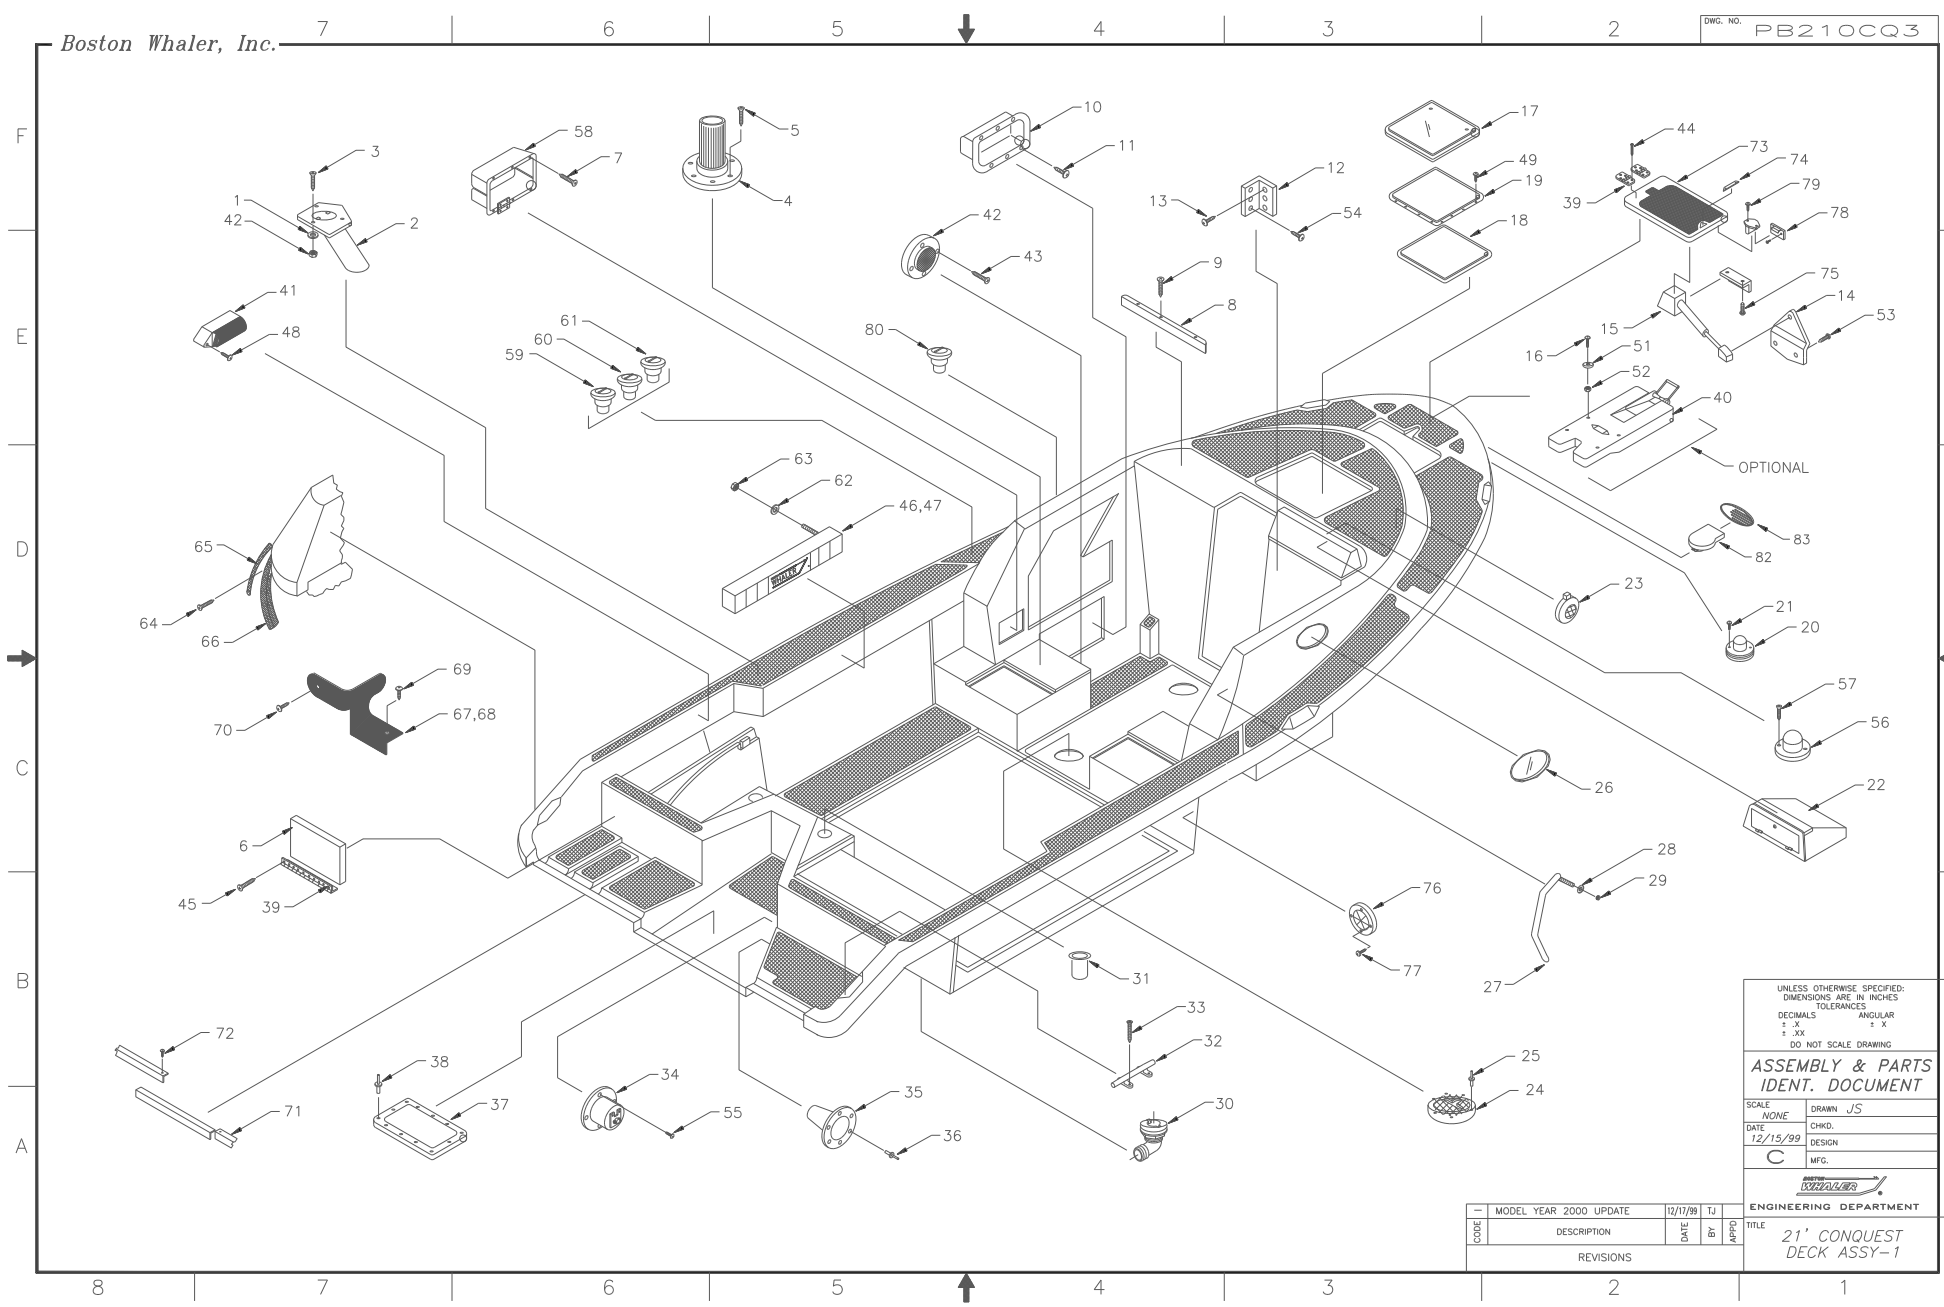 7 6 5 4 3 2
DWG. NO. PB210CQ3
Boston Whaler, Inc.
F
E
D
C
B
A
3
1
42
2
58
7
5
4
10
11
12
13
54
42
43
9
8
17
49
19
18
44
73
74
79
39
78
75
14
15
53
16
51
52
40
OPTIONAL
41
48
61
60
59
80
63
62
46,47
65
64
66
69
67,68
70
83
82
23
21
20
57
56
26
22
6
45
39
28
29
27
76
77
31
33
32
30
25
24
72
71
38
37
34
55
35
36
WHALER
UNLESS OTHERWISE SPECIFIED:
DIMENSIONS ARE IN INCHES
TOLERANCES
DECIMALS ANGULAR
± .X ± X
± .XX
DO NOT SCALE DRAWING
ASSEMBLY & PARTS
IDENT. DOCUMENT
SCALE
NONE
DRAWN JS
DATE
12/15/99
CHKD.
DESIGN
C
MFG.
BOSTON
WHALER
ENGINEERING DEPARTMENT
TITLE
21' CONQUEST
DECK ASSY-1
– MODEL YEAR 2000 UPDATE 12/17/99 TJ
CODE DESCRIPTION DATE BY APPD
REVISIONS
8 7 6 5 4 3 2 1